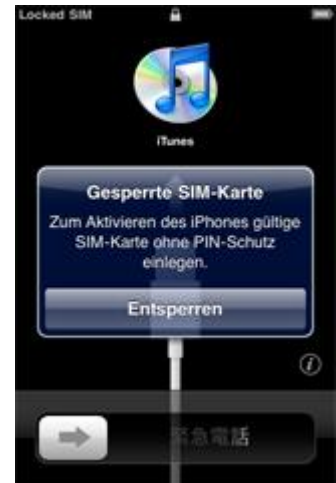 Locked SIM
iTunes
Gesperrte SIM-Karte
Zum Aktivieren des iPhones gültige
SIM-Karte ohne PIN-Schutz
einlegen.
Entsperren
緊急電話